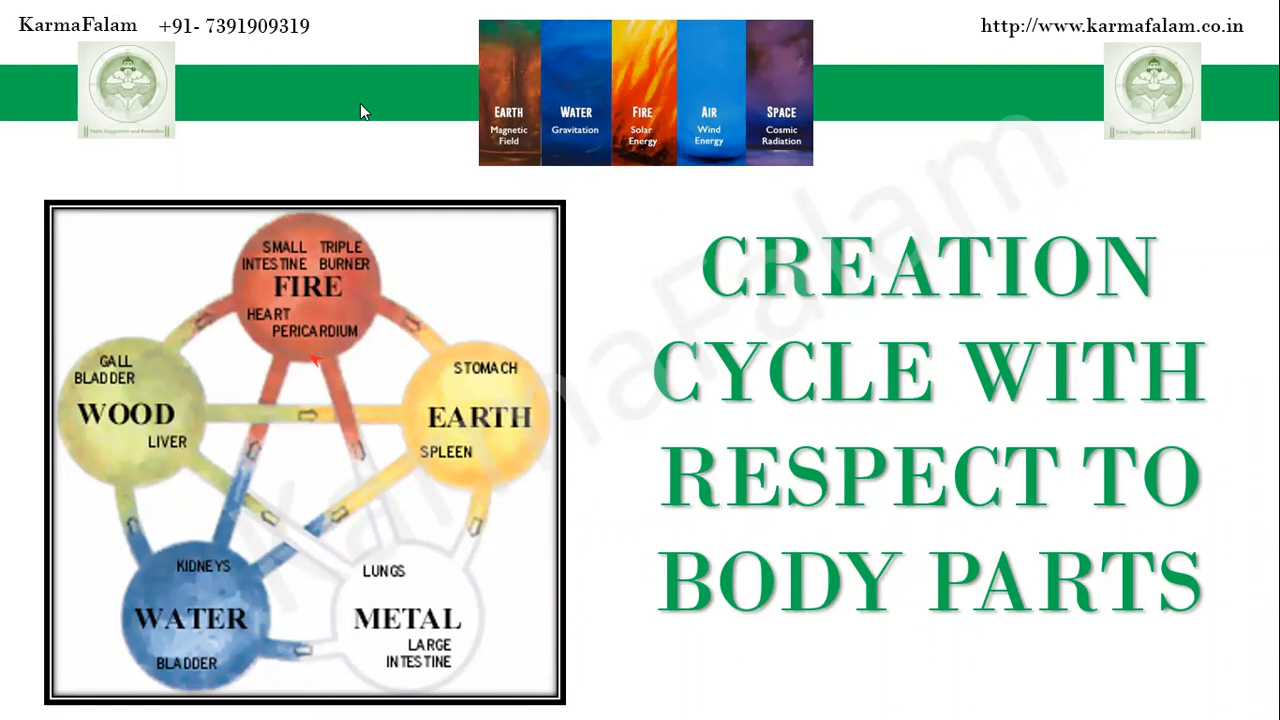 KarmaFalam +91- 7391909319
http://www.karmafalam.co.in
EARTH
Magnetic
Field
WATER
Gravitation
FIRE
Solar
Energy
AIR
Wind
Energy
SPACE
Cosmic
Radiation
SMALL TRIPLE
INTESTINE BURNER
FIRE
HEART
PERICARDIUM
GALL
BLADDER
WOOD
LIVER
STOMACH
EARTH
SPLEEN
KIDNEYS
WATER
BLADDER
LUNGS
METAL
LARGE
INTESTINE
CREATION
CYCLE WITH
RESPECT TO
BODY PARTS
KarmaFalam